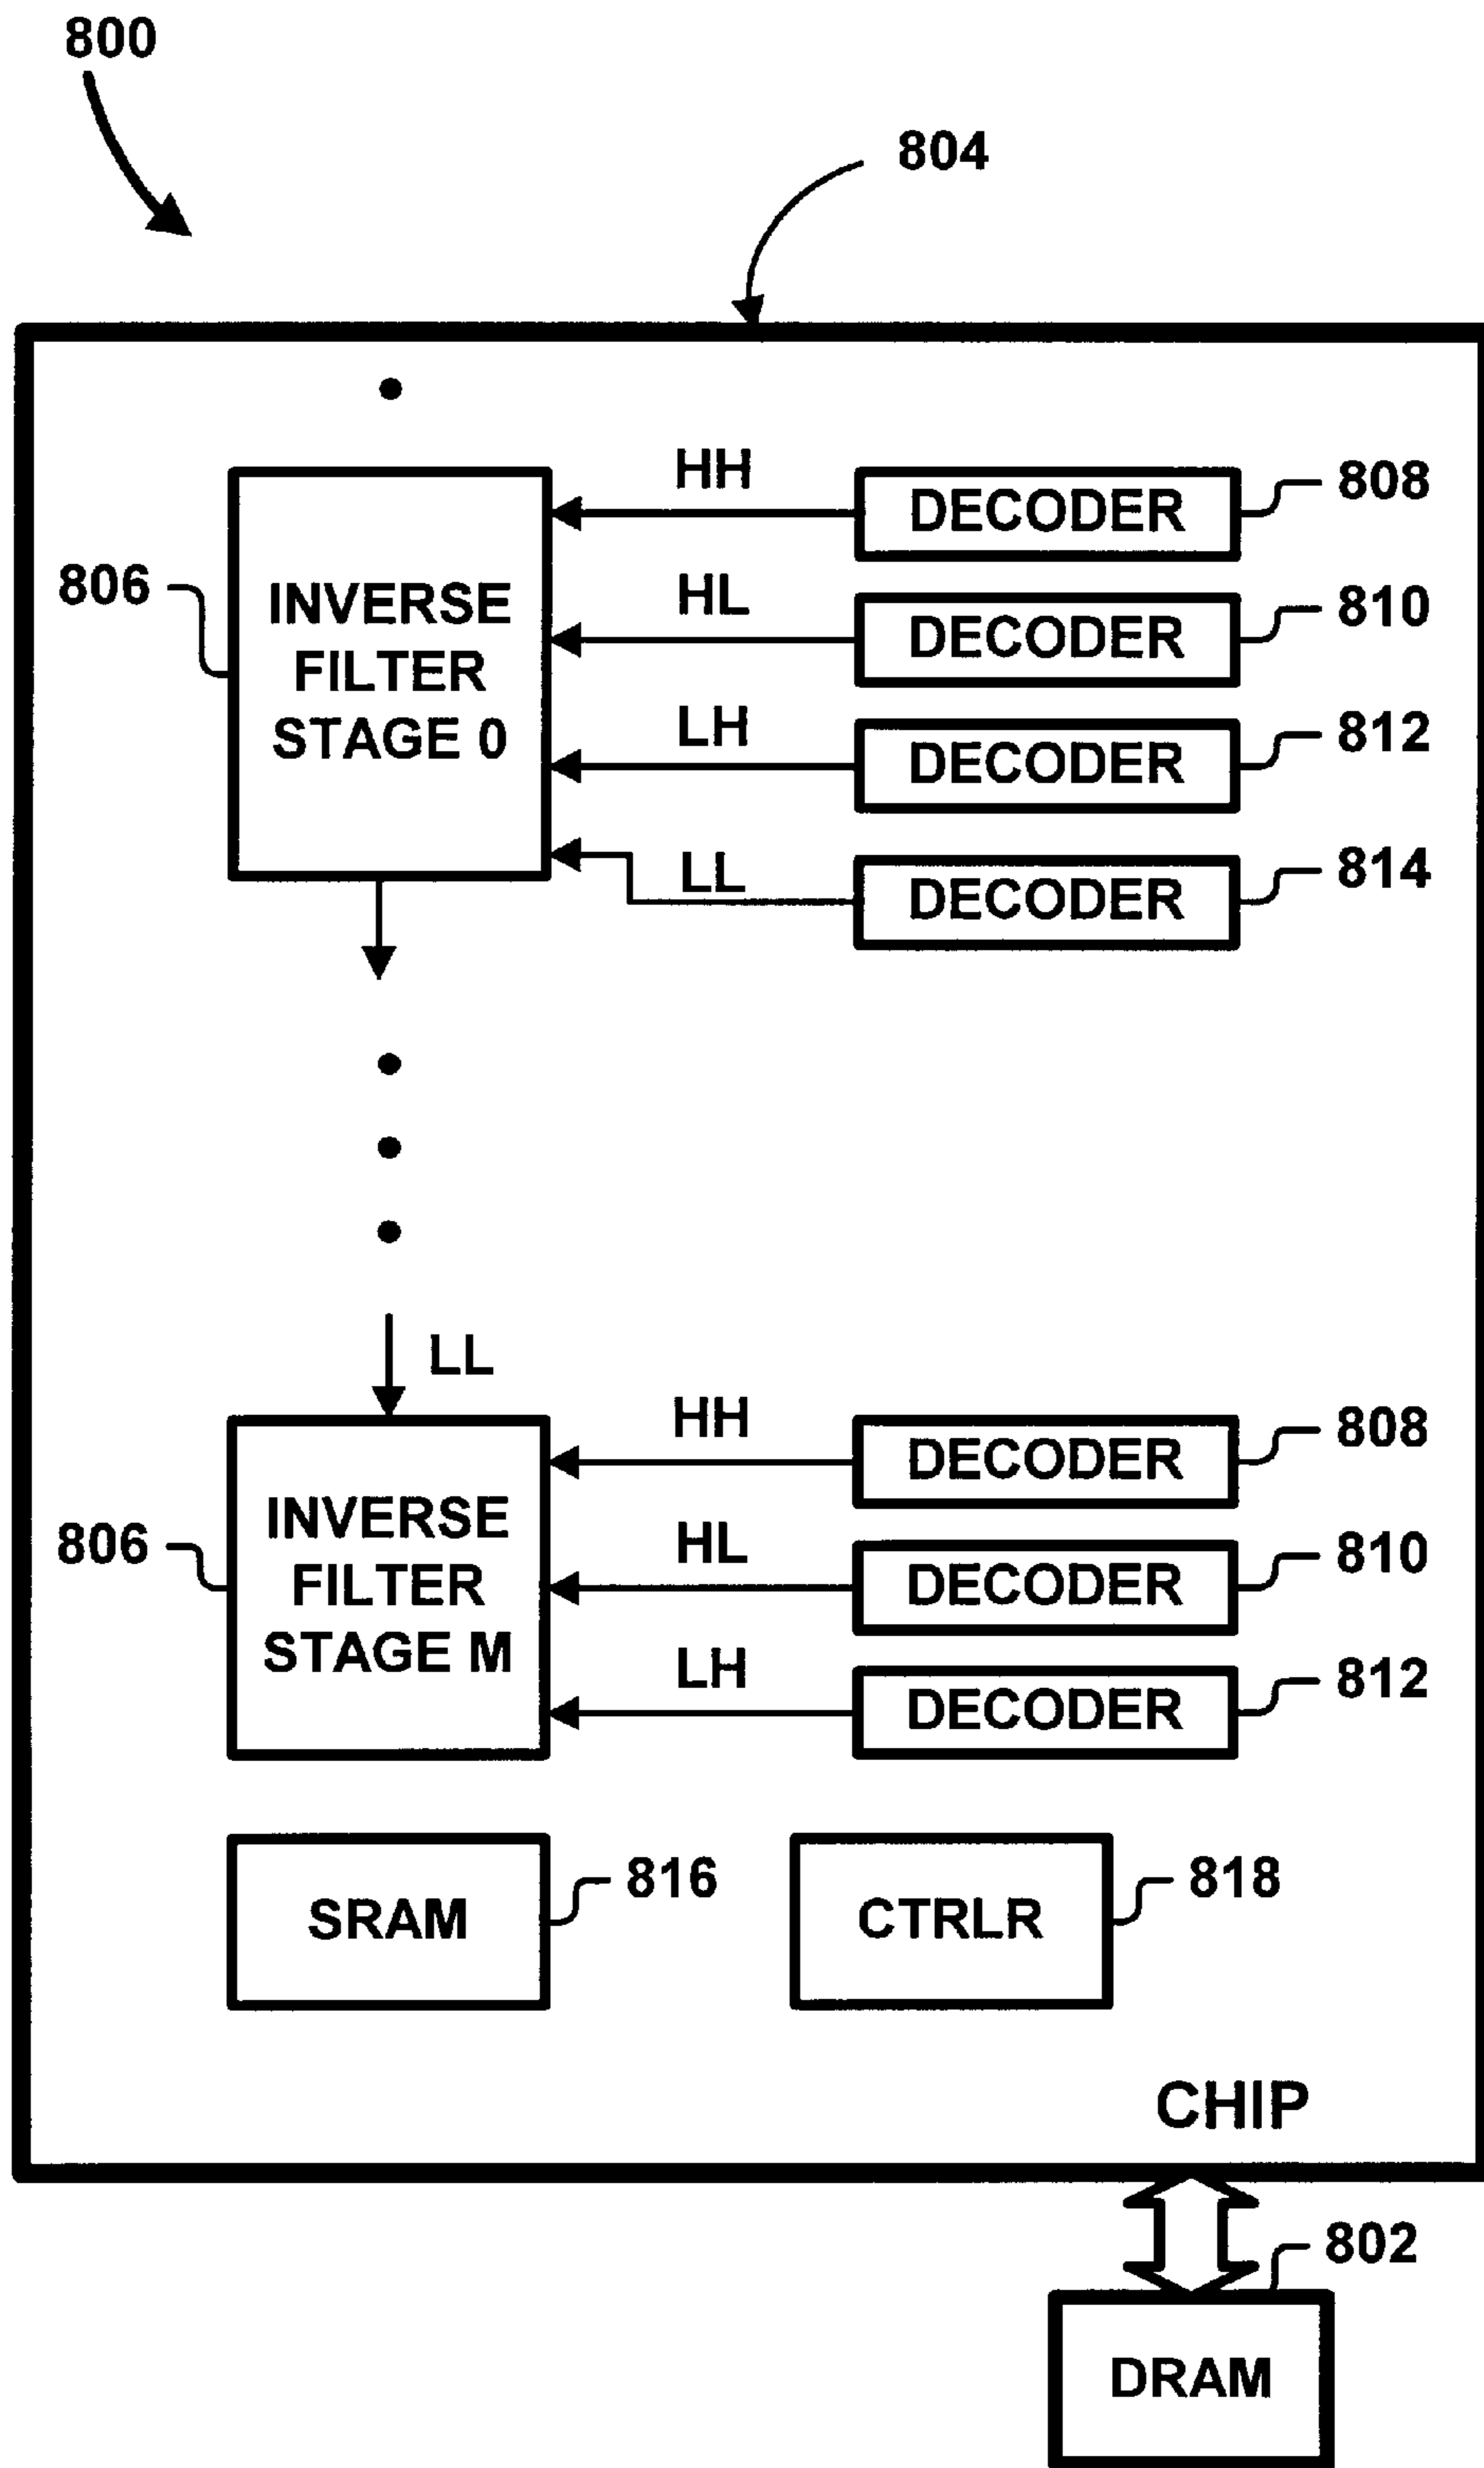 800
804
HH
DECODER
808
806
INVERSE
FILTER
STAGE 0
HL
DECODER
810
LH
DECODER
812
LL
DECODER
814
LL
HH
DECODER
808
806
INVERSE
FILTER
STAGE M
HL
DECODER
810
LH
DECODER
812
SRAM
816
CTRLR
818
CHIP
802
DRAM